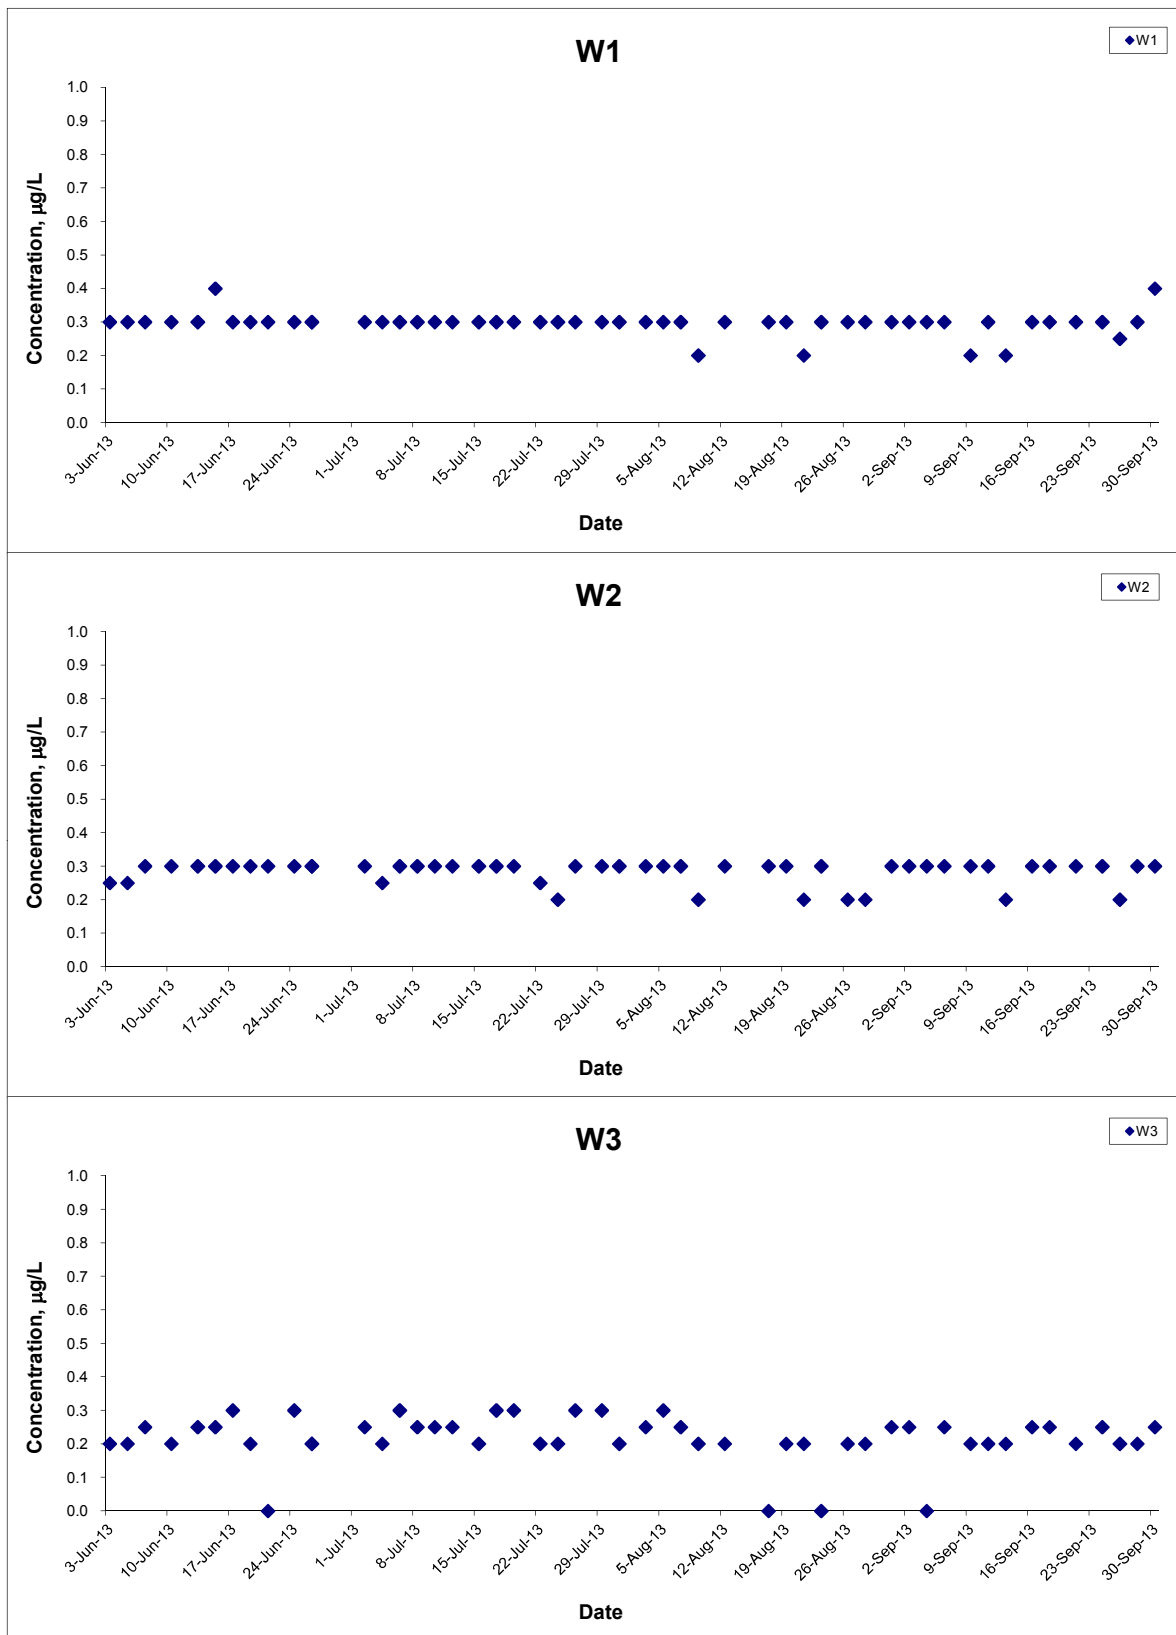 W1
W1
1.0
0.9
0.8
0.7
0.6
0.5
0.4
0.3
0.2
0.1
0.0
Concentration, µg/L
3-Jun-13
10-Jun-13
17-Jun-13
24-Jun-13
1-Jul-13
8-Jul-13
15-Jul-13
22-Jul-13
29-Jul-13
5-Aug-13
12-Aug-13
19-Aug-13
26-Aug-13
2-Sep-13
9-Sep-13
16-Sep-13
23-Sep-13
30-Sep-13
Date
W2
W2
1.0
0.9
0.8
0.7
0.6
0.5
0.4
0.3
0.2
0.1
0.0
Concentration, µg/L
3-Jun-13
10-Jun-13
17-Jun-13
24-Jun-13
1-Jul-13
8-Jul-13
15-Jul-13
22-Jul-13
29-Jul-13
5-Aug-13
12-Aug-13
19-Aug-13
26-Aug-13
2-Sep-13
9-Sep-13
16-Sep-13
23-Sep-13
30-Sep-13
Date
W3
W3
1.0
0.9
0.8
0.7
0.6
0.5
0.4
0.3
0.2
0.1
0.0
Concentration, µg/L
3-Jun-13
10-Jun-13
17-Jun-13
24-Jun-13
1-Jul-13
8-Jul-13
15-Jul-13
22-Jul-13
29-Jul-13
5-Aug-13
12-Aug-13
19-Aug-13
26-Aug-13
2-Sep-13
9-Sep-13
16-Sep-13
23-Sep-13
30-Sep-13
Date